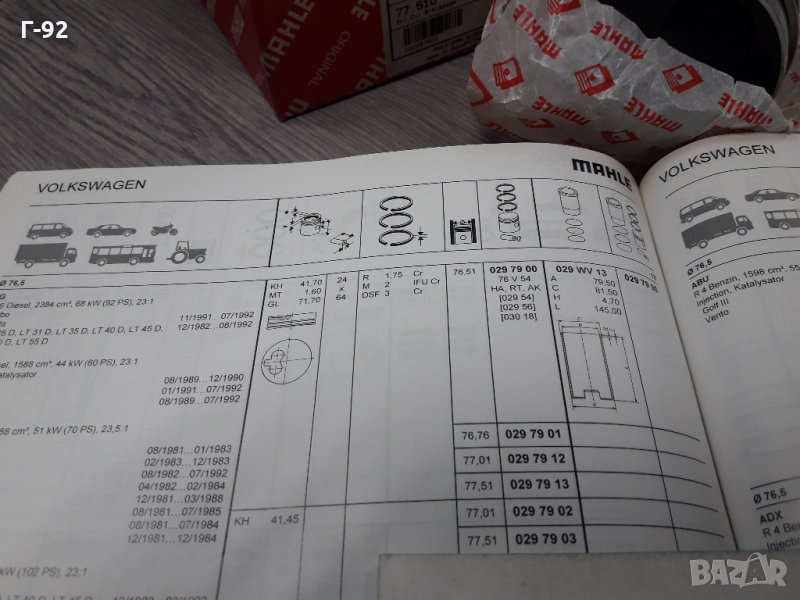 Г-92
77 510
MAHLE
ORIGINAL
MAHLE
MAHLE
VOLKSWAGEN
MAHLE
VOLKSWAGEN
Ø 76,5
KH 41,70
MT 1,60
GL 71,70
24
x
64
R 1,75 Cr
M 2 IFU Cr
DSF 3 Cr
76,51
029 79 00
76 V 54
HA, RT, AK
[029 54]
[029 56]
[030 18]
029 WV 13
A 79,50
C 81,50
H 4,70
L 145,00
Diesel, 2384 cm³, 68 kW (92 PS), 23:1
11/1991...07/1992
D, LT 31 D, LT 35 D, LT 40 D, LT 45 D,
12/1982...08/1992
LT 55 D
1588 cm³, 44 kW (60 PS), 23:1
08/1989...12/1990
01/1991...07/1992
08/1989...07/1992
cm³, 51 kW (70 PS), 23,5:1
08/1981...01/1983
02/1983...12/1983
08/1982...07/1992
04/1982...02/1984
12/1981...03/1988
08/1981...07/1985
08/1981...07/1984
12/1981...12/1984
kW (102 PS), 23:1
76,76 029 79 01
77,01 029 79 12
77,51 029 79 13
KH 41,45
77,01 029 79 02
77,51 029 79 03
Ø 76,5
ABU
R 4 Benzin, 1598 cm³, 55
Injection, Katalysator
Golf III
Vento
Ø 76,5
ADX
R 4 Benzin
Injection
BAZAR